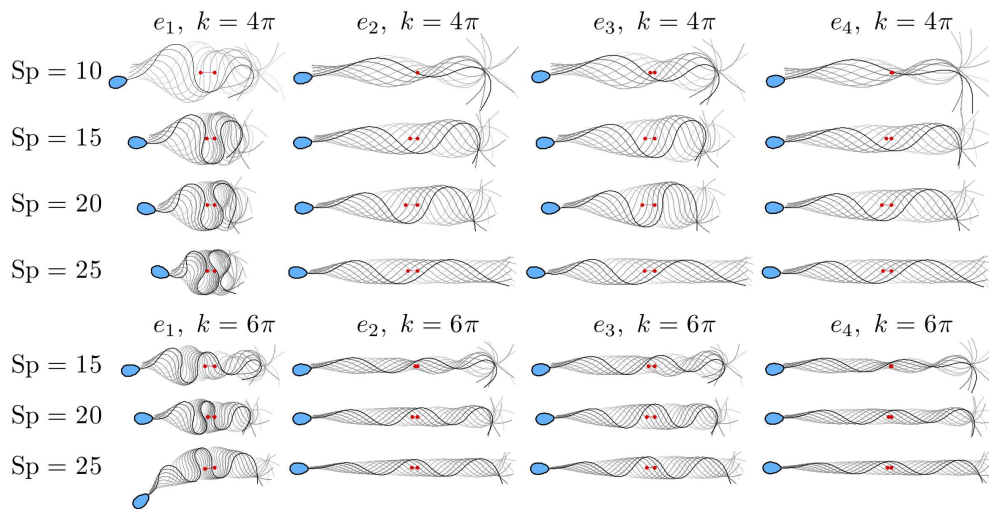 e₁, k = 4π e₂, k = 4π e₃, k = 4π e₄, k = 4π
Sp = 10
Sp = 15
Sp = 20
Sp = 25
e₁, k = 6π e₂, k = 6π e₃, k = 6π e₄, k = 6π
Sp = 15
Sp = 20
Sp = 25